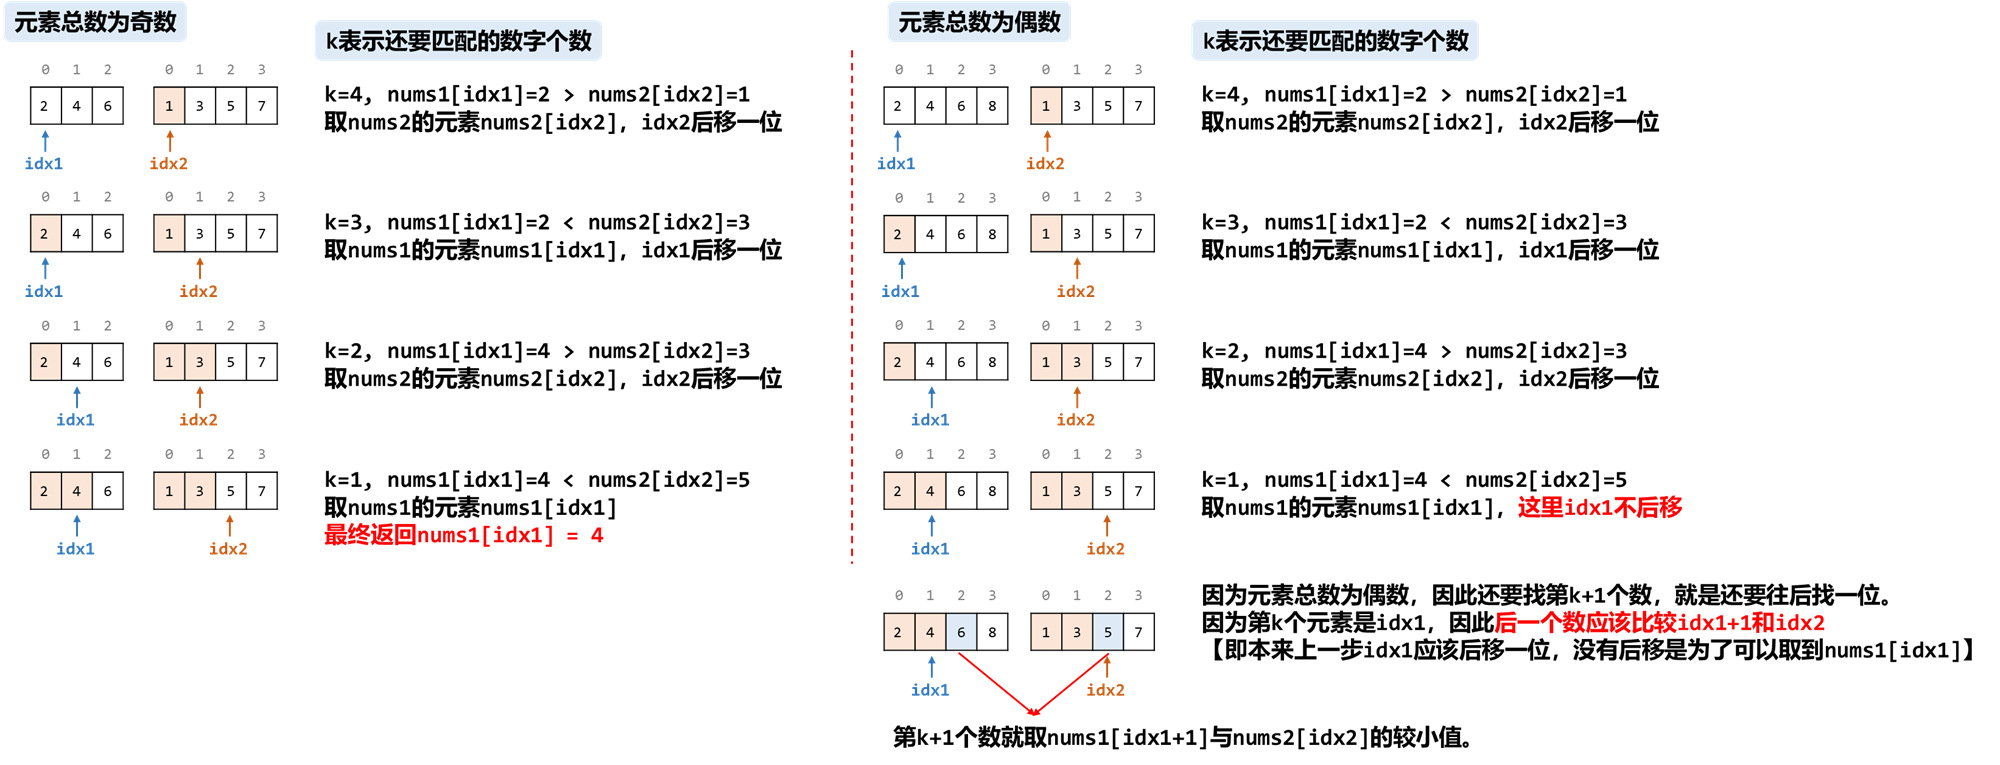 元素总数为奇数
k表示还要匹配的数字个数
0 1 2 0 1 2 3
2 4 6 1 3 5 7
idx1 idx2
k=4, nums1[idx1]=2 > nums2[idx2]=1
取nums2的元素nums2[idx2], idx2后移一位
0 1 2 0 1 2 3
2 4 6 1 3 5 7
idx1 idx2
k=3, nums1[idx1]=2 < nums2[idx2]=3
取nums1的元素nums1[idx1], idx1后移一位
0 1 2 0 1 2 3
2 4 6 1 3 5 7
idx1 idx2
k=2, nums1[idx1]=4 > nums2[idx2]=3
取nums2的元素nums2[idx2], idx2后移一位
0 1 2 0 1 2 3
2 4 6 1 3 5 7
idx1 idx2
k=1, nums1[idx1]=4 < nums2[idx2]=5
取nums1的元素nums1[idx1]
最终返回nums1[idx1] = 4
元素总数为偶数
k表示还要匹配的数字个数
0 1 2 3 0 1 2 3
2 4 6 8 1 3 5 7
idx1 idx2
k=4, nums1[idx1]=2 > nums2[idx2]=1
取nums2的元素nums2[idx2], idx2后移一位
0 1 2 3 0 1 2 3
2 4 6 8 1 3 5 7
idx1 idx2
k=3, nums1[idx1]=2 < nums2[idx2]=3
取nums1的元素nums1[idx1], idx1后移一位
0 1 2 3 0 1 2 3
2 4 6 8 1 3 5 7
idx1 idx2
k=2, nums1[idx1]=4 > nums2[idx2]=3
取nums2的元素nums2[idx2], idx2后移一位
0 1 2 3 0 1 2 3
2 4 6 8 1 3 5 7
idx1 idx2
k=1, nums1[idx1]=4 < nums2[idx2]=5
取nums1的元素nums1[idx1], 这里idx1不后移
0 1 2 3 0 1 2 3
2 4 6 8 1 3 5 7
idx1 idx2
因为元素总数为偶数，因此还要找第k+1个数，就是还要往后找一位。
因为第k个元素是idx1，因此后一个数应该比较idx1+1和idx2
【即本来上一步idx1应该后移一位，没有后移是为了可以取到nums1[idx1]】
第k+1个数就取nums1[idx1+1]与nums2[idx2]的较小值。